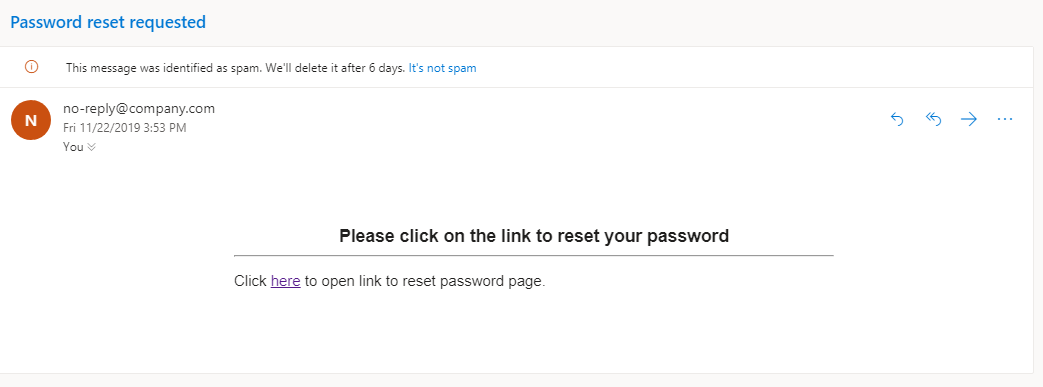 Password reset requested
This message was identified as spam. We'll delete it after 6 days. It's not spam
N
no-reply@company.com
Fri 11/22/2019 3:53 PM
You
Please click on the link to reset your password
Click here to open link to reset password page.